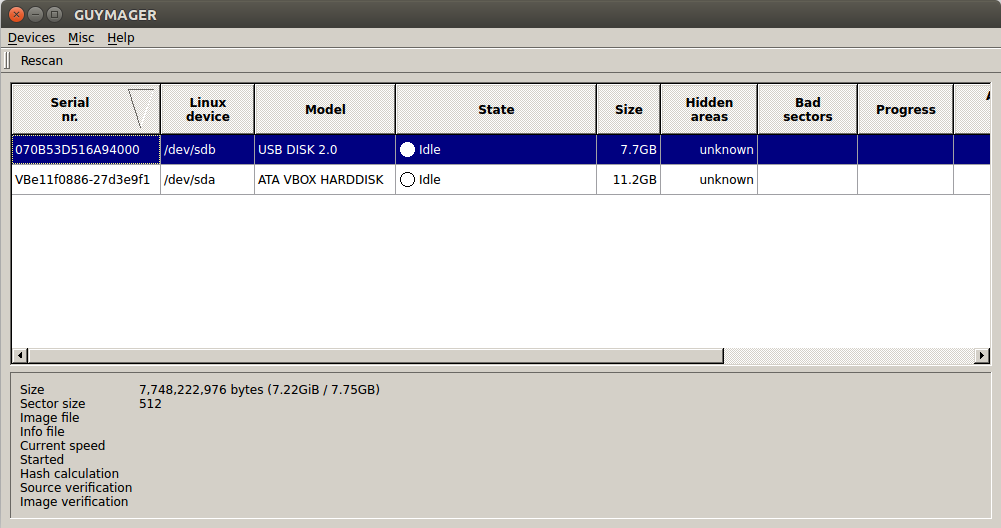 GUYMAGER
Devices Misc Help
Rescan
Serial nr. Linux device Model State Size Hidden areas Bad sectors Progress
070B53D516A94000 /dev/sdb USB DISK 2.0 Idle 7.7GB unknown
VBe11f0886-27d3e9f1 /dev/sda ATA VBOX HARDDISK Idle 11.2GB unknown
Size 7,748,222,976 bytes (7.22GiB / 7.75GB)
Sector size 512
Image file
Info file
Current speed
Started
Hash calculation
Source verification
Image verification